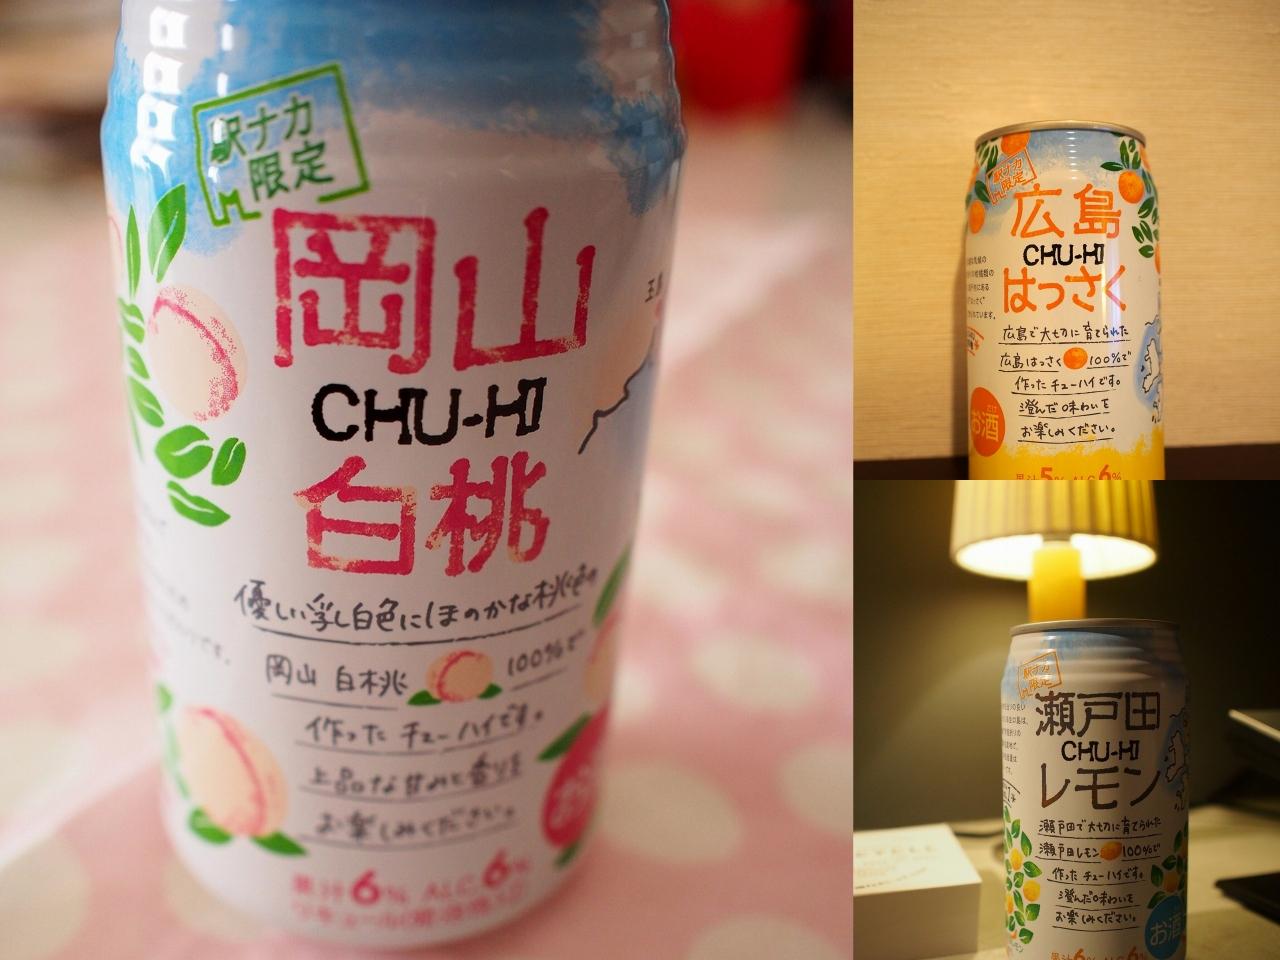 駅ナカ
限定
岡山
CHU-HI
白桃
優しい乳白色にほのかな桃色の
岡山 白桃 100%で
作った チューハイです。
上品な甘みと香りを
お楽しみください。
果汁6% ALC.6%
駅ナカ
限定
広島
CHU-HI
はっさく
広島で大切に育てられた
広島はっさく 100%で
作った チューハイです。
澄んだ味わいを
お楽しみください。
お酒
果汁5% ALC.6%
駅ナカ
限定
瀬戸田
CHU-HI
レモン
瀬戸田で大切に育てられた
瀬戸田レモン 100%で
作った チューハイです。
澄んだ味わいを
お楽しみください。
お酒